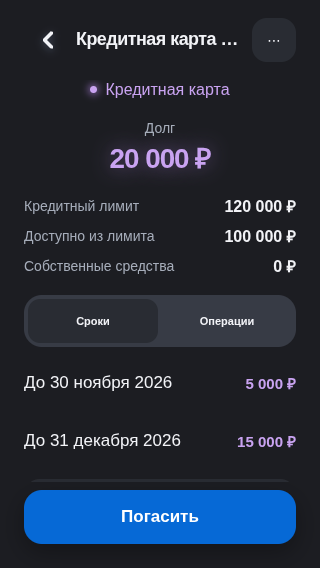 Кредитная карта …
...
Кредитная карта
Долг
20 000 ₽
Кредитный лимит 120 000 ₽
Доступно из лимита 100 000 ₽
Собственные средства 0 ₽
Сроки Операции
До 30 ноября 2026 5 000 ₽
До 31 декабря 2026 15 000 ₽
Погасить